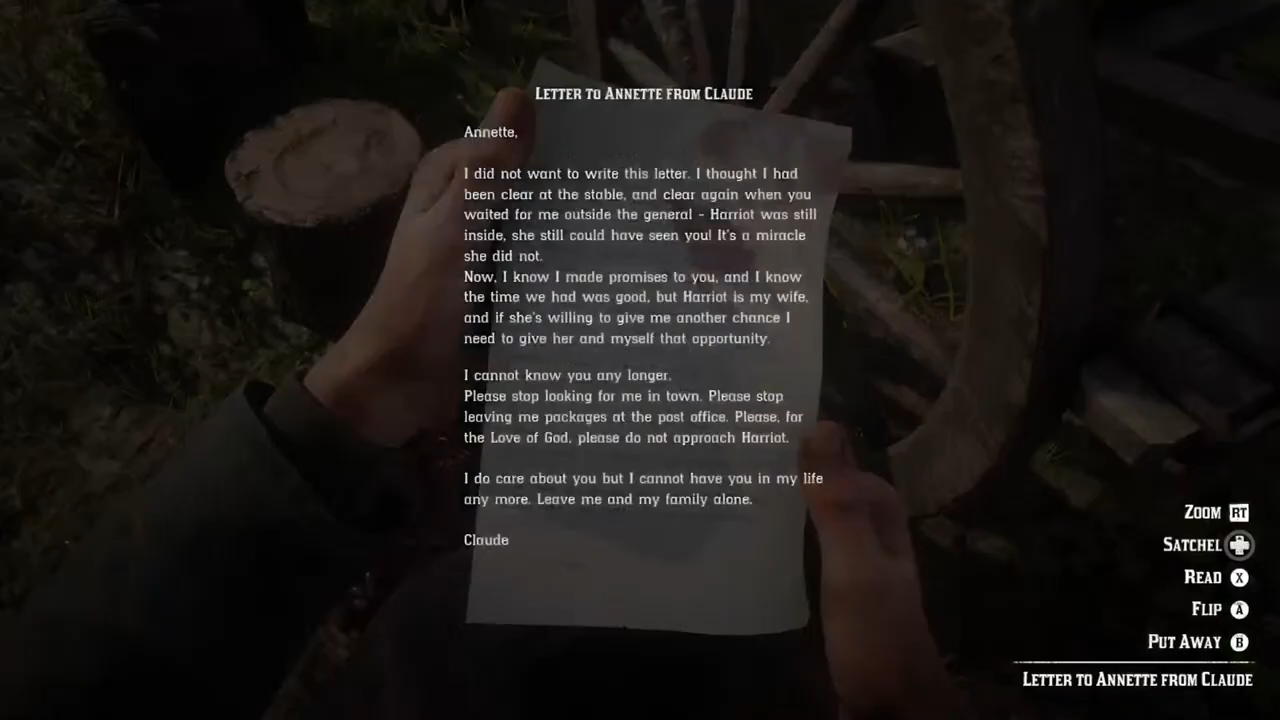 LETTER TO ANNETTE FROM CLAUDE
Annette,
I did not want to write this letter. I thought I had
been clear at the stable, and clear again when you
waited for me outside the general - Harriot was still
inside, she still could have seen you! It's a miracle
she did not.
Now, I know I made promises to you, and I know
the time we had was good, but Harriot is my wife,
and if she's willing to give me another chance I
need to give her and myself that opportunity.
I cannot know you any longer.
Please stop looking for me in town. Please stop
leaving me packages at the post office. Please, for
the Love of God, please do not approach Harriot.
I do care about you but I cannot have you in my life
any more. Leave me and my family alone.
Claude
ZOOM RT
SATCHEL
READ X
FLIP A
PUT AWAY B
LETTER TO ANNETTE FROM CLAUDE